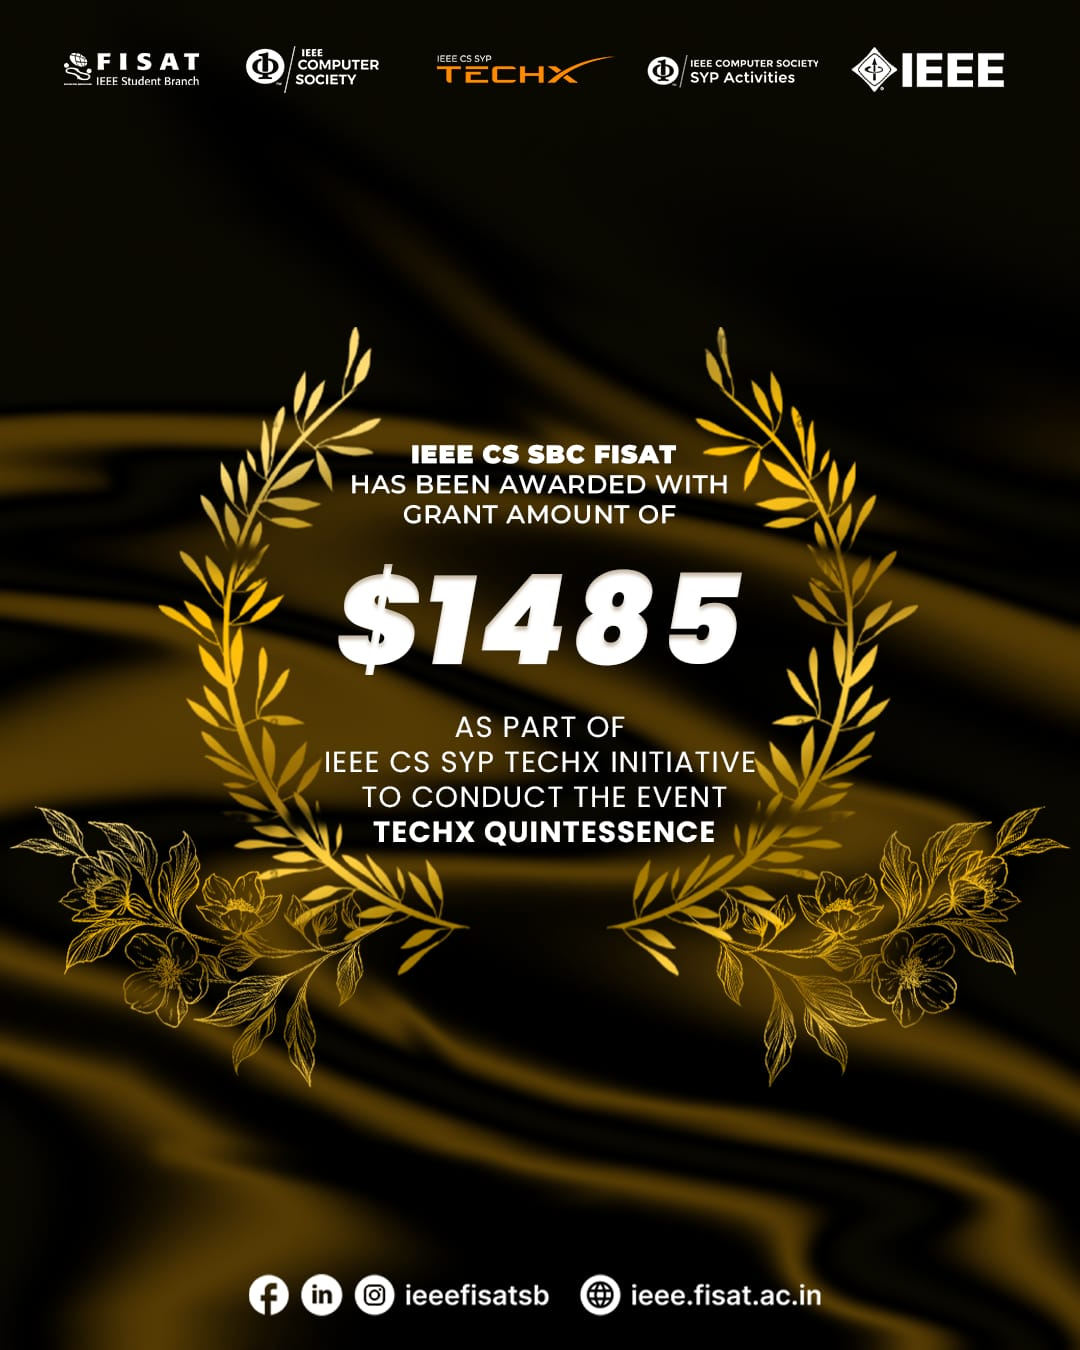 FISAT
IEEE Student Branch
IEEE
COMPUTER
SOCIETY
IEEE CS SYP
TECHX
IEEE COMPUTER SOCIETY
SYP Activities
IEEE
IEEE CS SBC FISAT
HAS BEEN AWARDED WITH
GRANT AMOUNT OF
$1485
AS PART OF
IEEE CS SYP TECHX INITIATIVE
TO CONDUCT THE EVENT
TECHX QUINTESSENCE
ieeefisatsb
ieee.fisat.ac.in